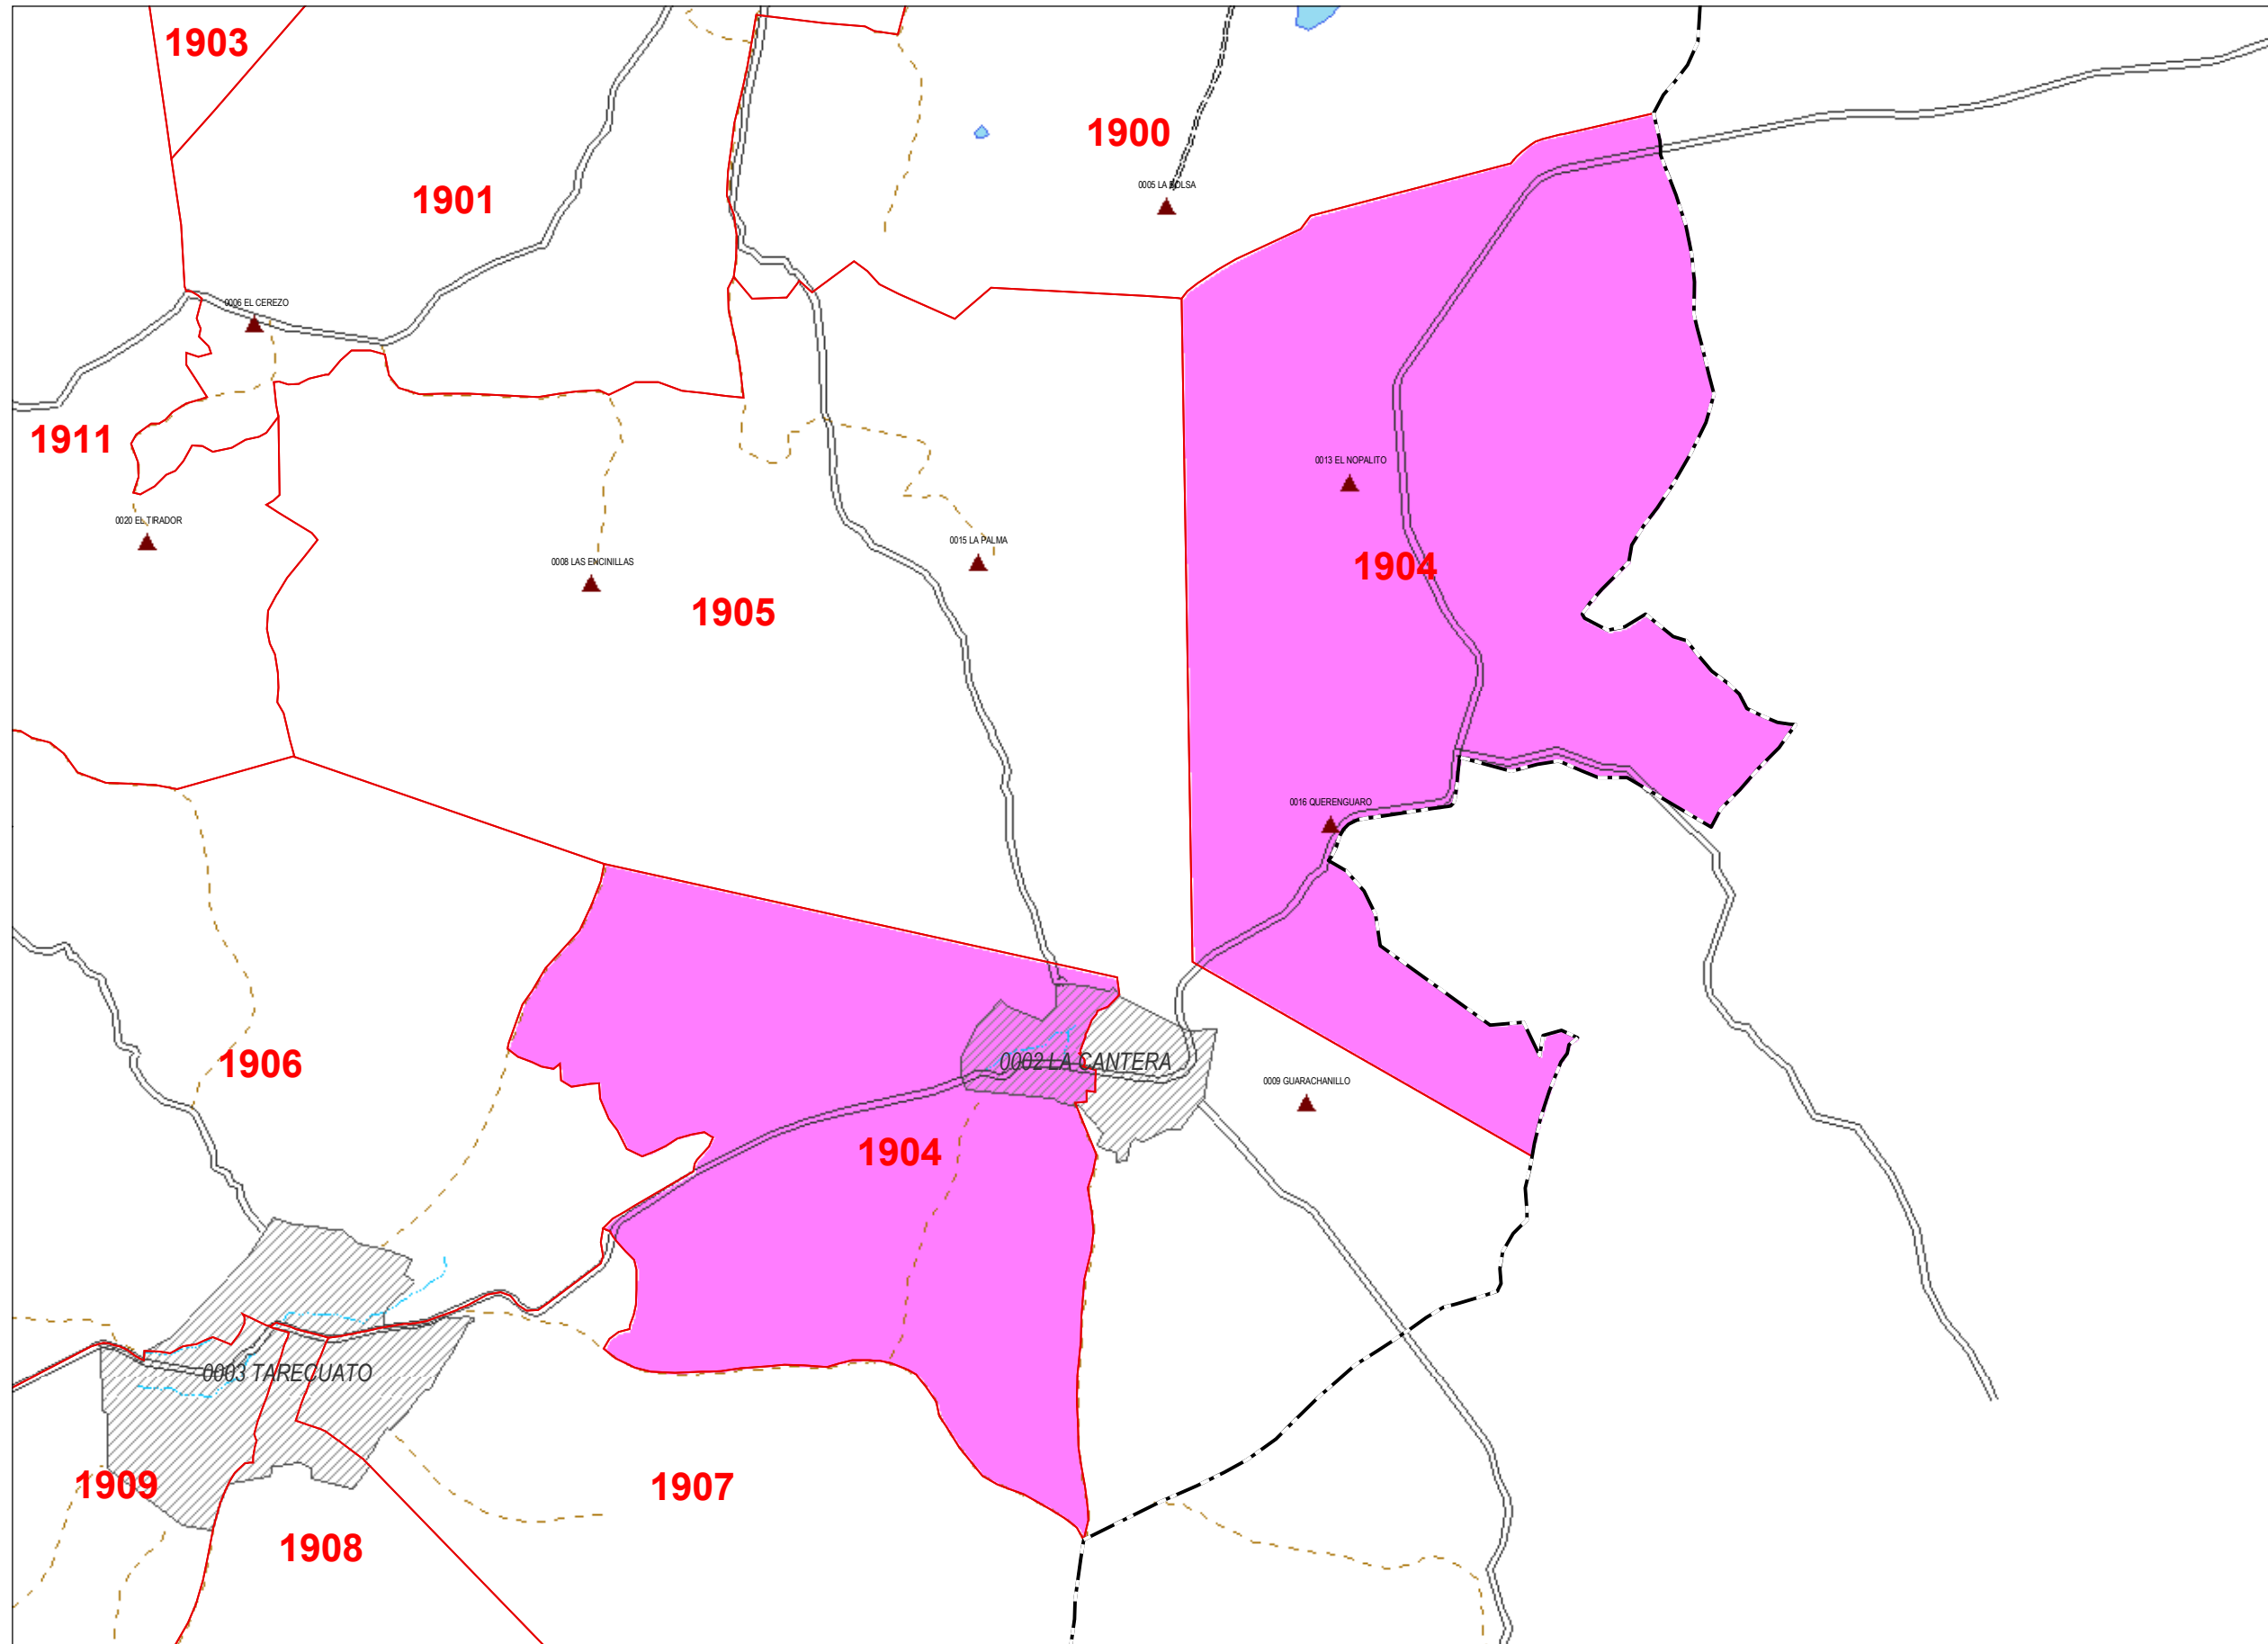 1903
1900
0005 LA BOLSA
1901
0006 EL CEREZO
1911
0013 EL NOPALITO
0020 EL TIRADOR
0015 LA PALMA
0008 LAS ENCINILLAS
1904
1905
0016 QUERENGUARO
1906
0002 LA CANTERA
0009 GUARACHANILLO
1904
0003 TARECUATO
1909
1907
1908